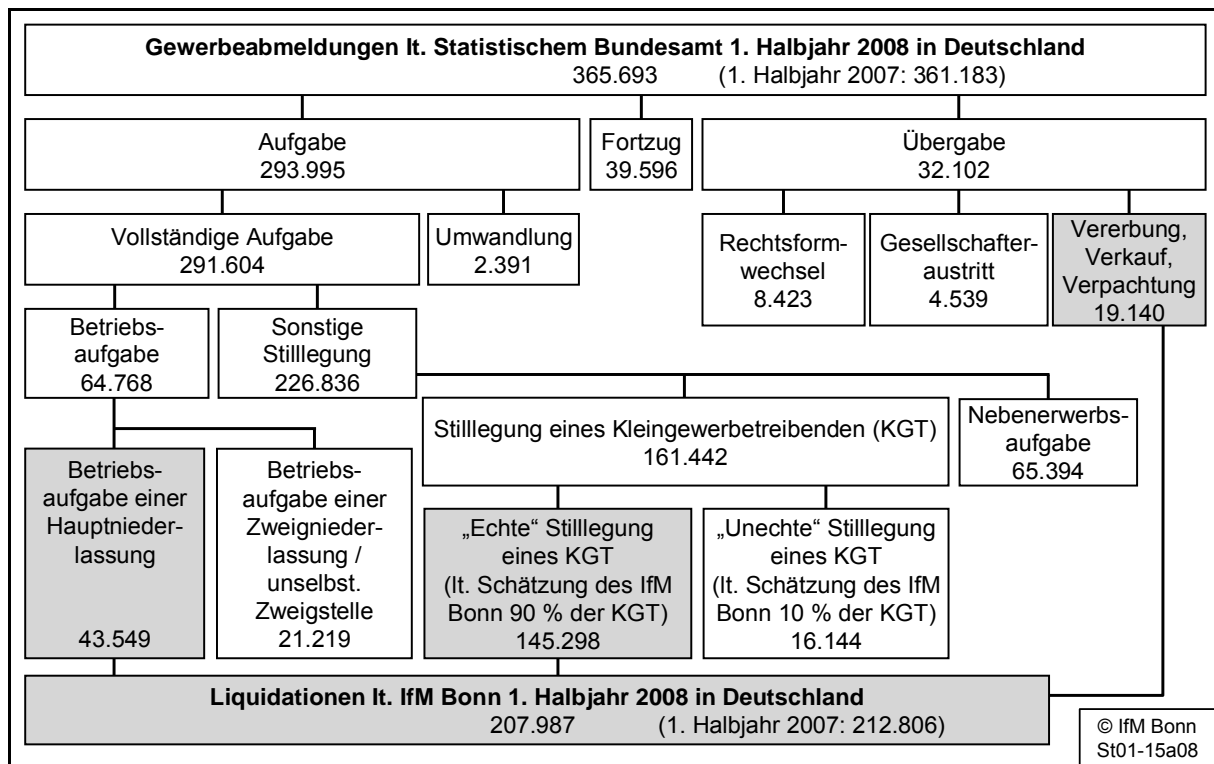 Gewerbeabmeldungen lt. Statistischem Bundesamt 1. Halbjahr 2008 in Deutschland
365.693 (1. Halbjahr 2007: 361.183)
Aufgabe
293.995
Fortzug
39.596
Übergabe
32.102
Vollständige Aufgabe
291.604
Umwandlung
2.391
Rechtsform-
wechsel
8.423
Gesellschafter-
austritt
4.539
Vererbung,
Verkauf,
Verpachtung
19.140
Betriebs-
aufgabe
64.768
Sonstige
Stilllegung
226.836
Stilllegung eines Kleingewerbetreibenden (KGT)
161.442
Nebenerwerbs-
aufgabe
65.394
Betriebs-
aufgabe einer
Hauptnieder-
lassung
43.549
Betriebs-
aufgabe einer
Zweignieder-
lassung /
unselbst.
Zweigstelle
21.219
„Echte“ Stilllegung
eines KGT
(lt. Schätzung des IfM
Bonn 90 % der KGT)
145.298
„Unechte“ Stilllegung
eines KGT
(lt. Schätzung des IfM
Bonn 10 % der KGT)
16.144
Liquidationen lt. IfM Bonn 1. Halbjahr 2008 in Deutschland
207.987 (1. Halbjahr 2007: 212.806)
© IfM Bonn
St01-15a08